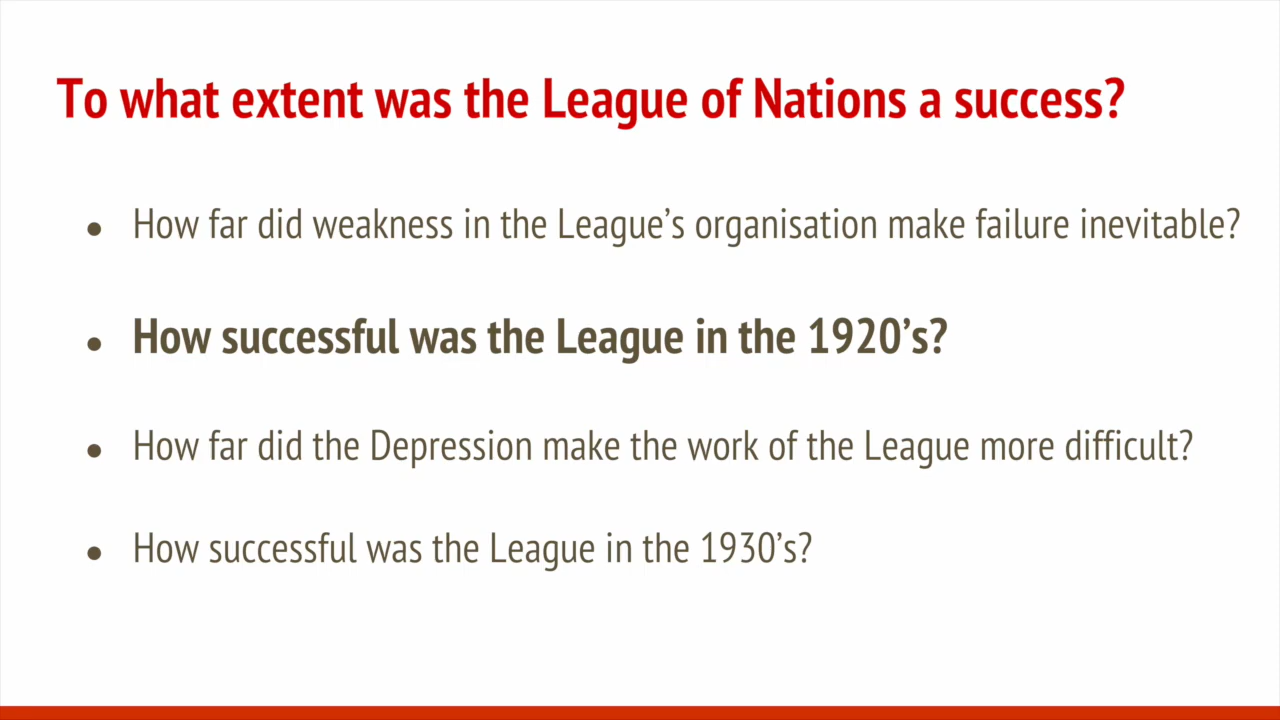 To what extent was the League of Nations a success?
● How far did weakness in the League’s organisation make failure inevitable?
● How successful was the League in the 1920’s?
● How far did the Depression make the work of the League more difficult?
● How successful was the League in the 1930’s?